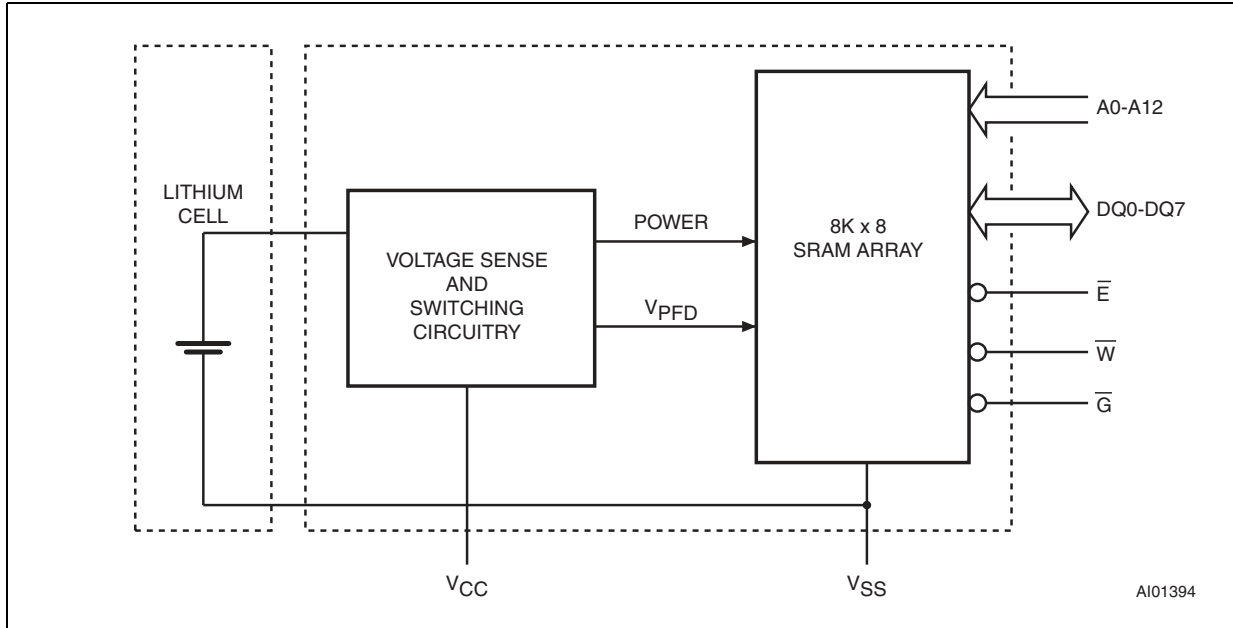 LITHIUM
CELL
VOLTAGE SENSE
AND
SWITCHING
CIRCUITRY
POWER
VPFD
8K x 8
SRAM ARRAY
A0-A12
DQ0-DQ7
E̅
W̅
G̅
VCC
VSS
AI01394